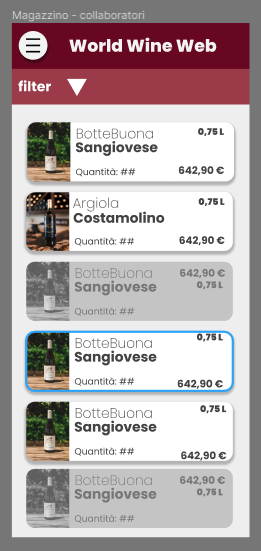 Magazzino - collaboratori
World Wine Web
filter
BotteBuona 0,75 L
Sangiovese
Quantità: ## 642,90 €
Argiola 0,75 L
Costamolino
Quantità: ## 642,90 €
BotteBuona 642,90 €
Sangiovese 0,75 L
Quantità: ##
BotteBuona 0,75 L
Sangiovese
Quantità: ## 642,90 €
BotteBuona 0,75 L
Sangiovese
Quantità: ## 642,90 €
BotteBuona 642,90 €
Sangiovese 0,75 L
Quantità: ##